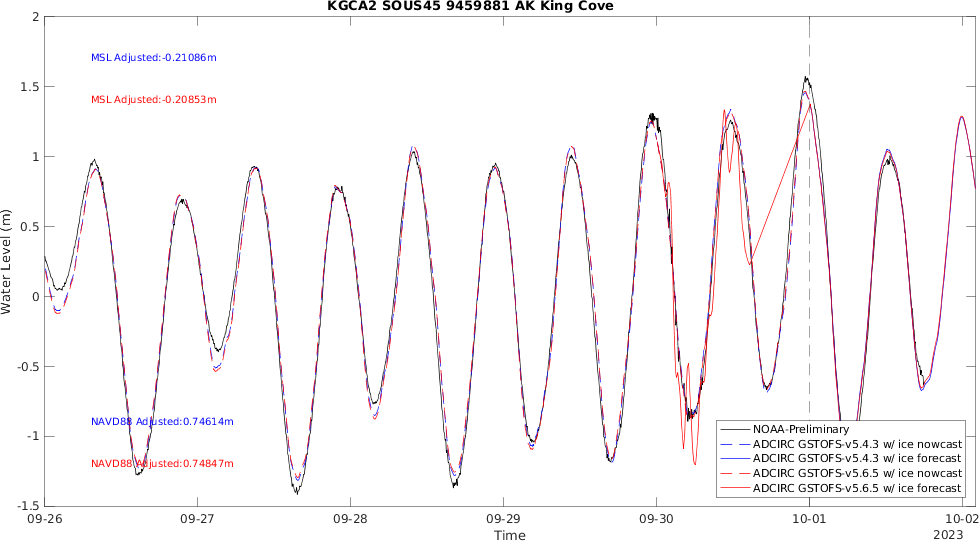 KGCA2 SOUS45 9459881 AK King Cove
2
1.5
1
0.5
0
-0.5
-1
-1.5
Water Level (m)
MSL Adjusted:-0.21086m
MSL Adjusted:-0.20853m
NAVD88 Adjusted:0.74614m
NAVD88 Adjusted:0.74847m
NOAA-Preliminary
ADCIRC GSTOFS-v5.4.3 w/ ice nowcast
ADCIRC GSTOFS-v5.4.3 w/ ice forecast
ADCIRC GSTOFS-v5.6.5 w/ ice nowcast
ADCIRC GSTOFS-v5.6.5 w/ ice forecast
09-26 09-27 09-28 09-29 09-30 10-01 10-02
Time
2023